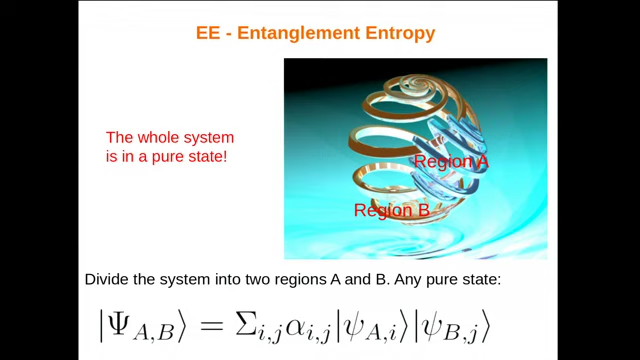 EE - Entanglement Entropy
The whole system
is in a pure state!
Region A
Region B
Divide the system into two regions A and B. Any pure state:
|Ψ_{A,B}⟩ = Σ_{i,j} α_{i,j} |ψ_{A,i}⟩|ψ_{B,j}⟩